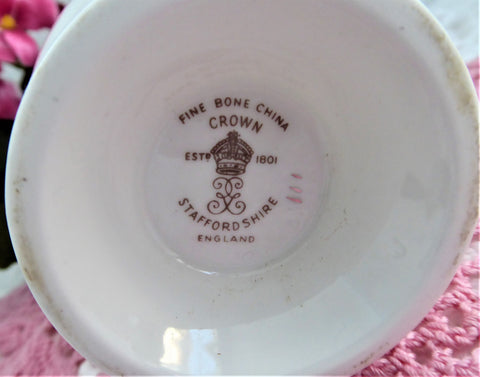 FINE BONE CHINA
CROWN
ESTD 1801
STAFFORDSHIRE
ENGLAND